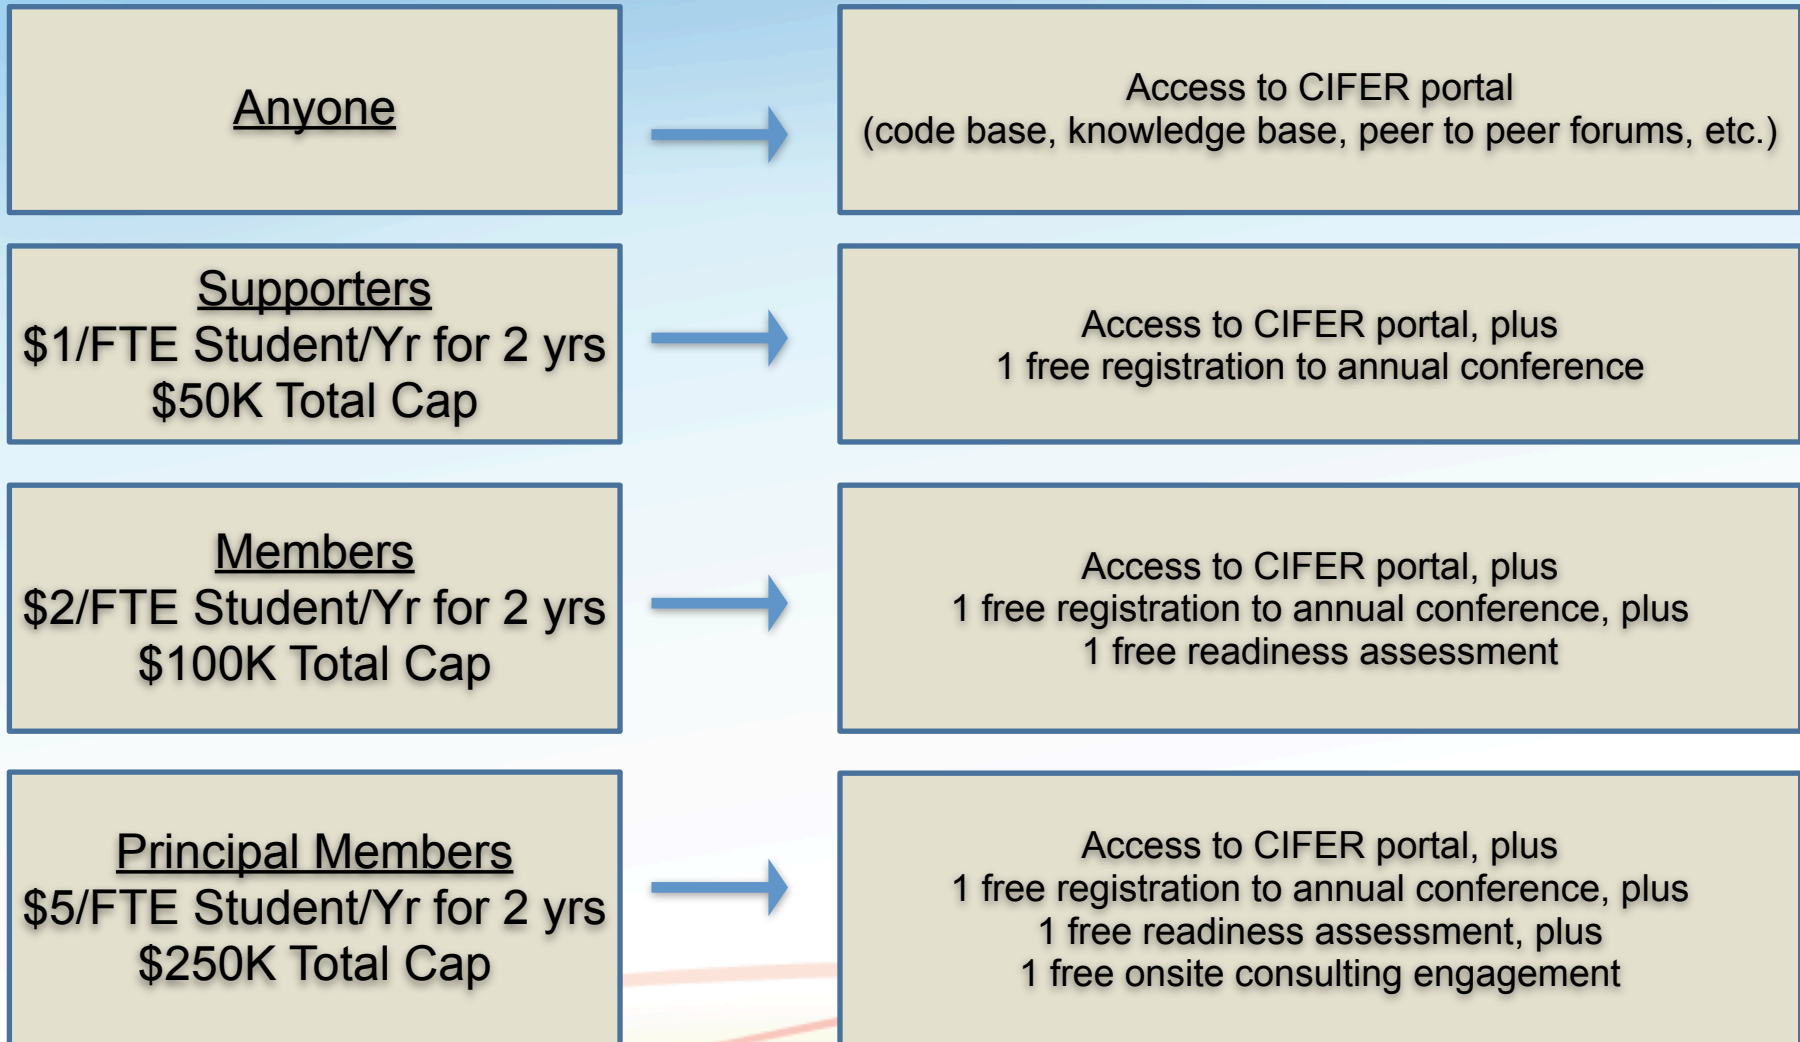 Anyone
Access to CIFER portal
(code base, knowledge base, peer to peer forums, etc.)
Supporters
$1/FTE Student/Yr for 2 yrs
$50K Total Cap
Access to CIFER portal, plus
1 free registration to annual conference
Members
$2/FTE Student/Yr for 2 yrs
$100K Total Cap
Access to CIFER portal, plus
1 free registration to annual conference, plus
1 free readiness assessment
Principal Members
$5/FTE Student/Yr for 2 yrs
$250K Total Cap
Access to CIFER portal, plus
1 free registration to annual conference, plus
1 free readiness assessment, plus
1 free onsite consulting engagement